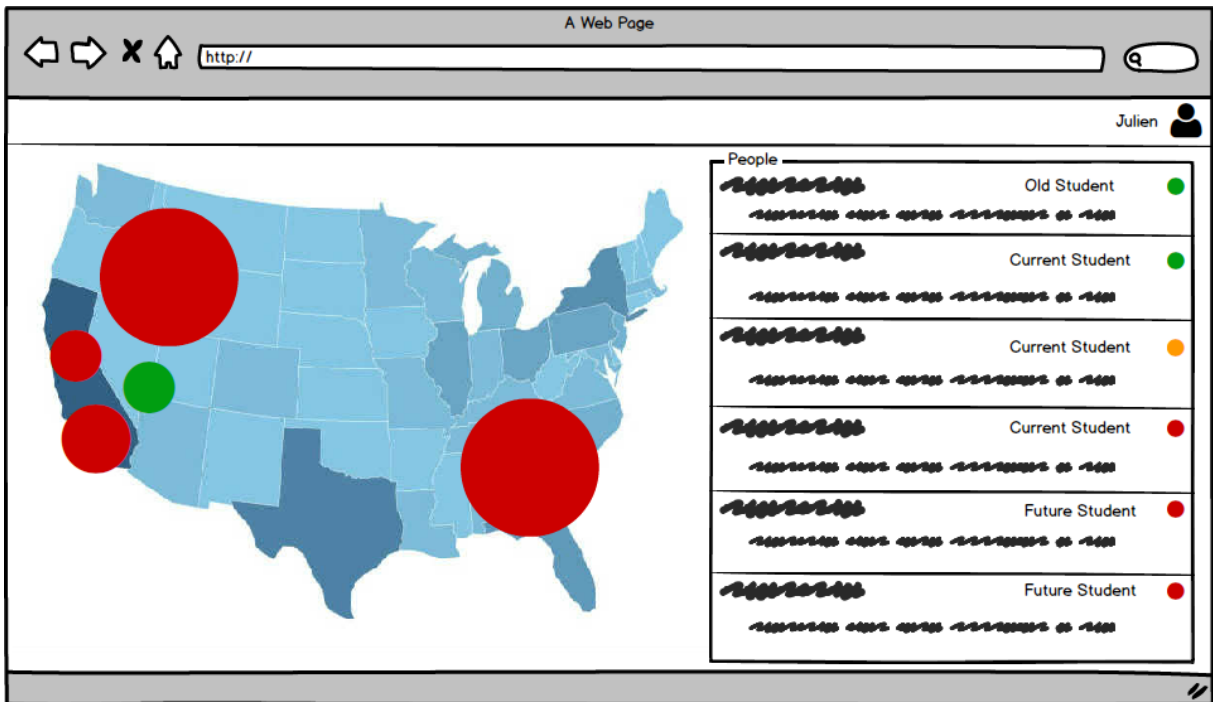 A Web Page
http://
Julien
People
Old Student
Current Student
Current Student
Current Student
Future Student
Future Student